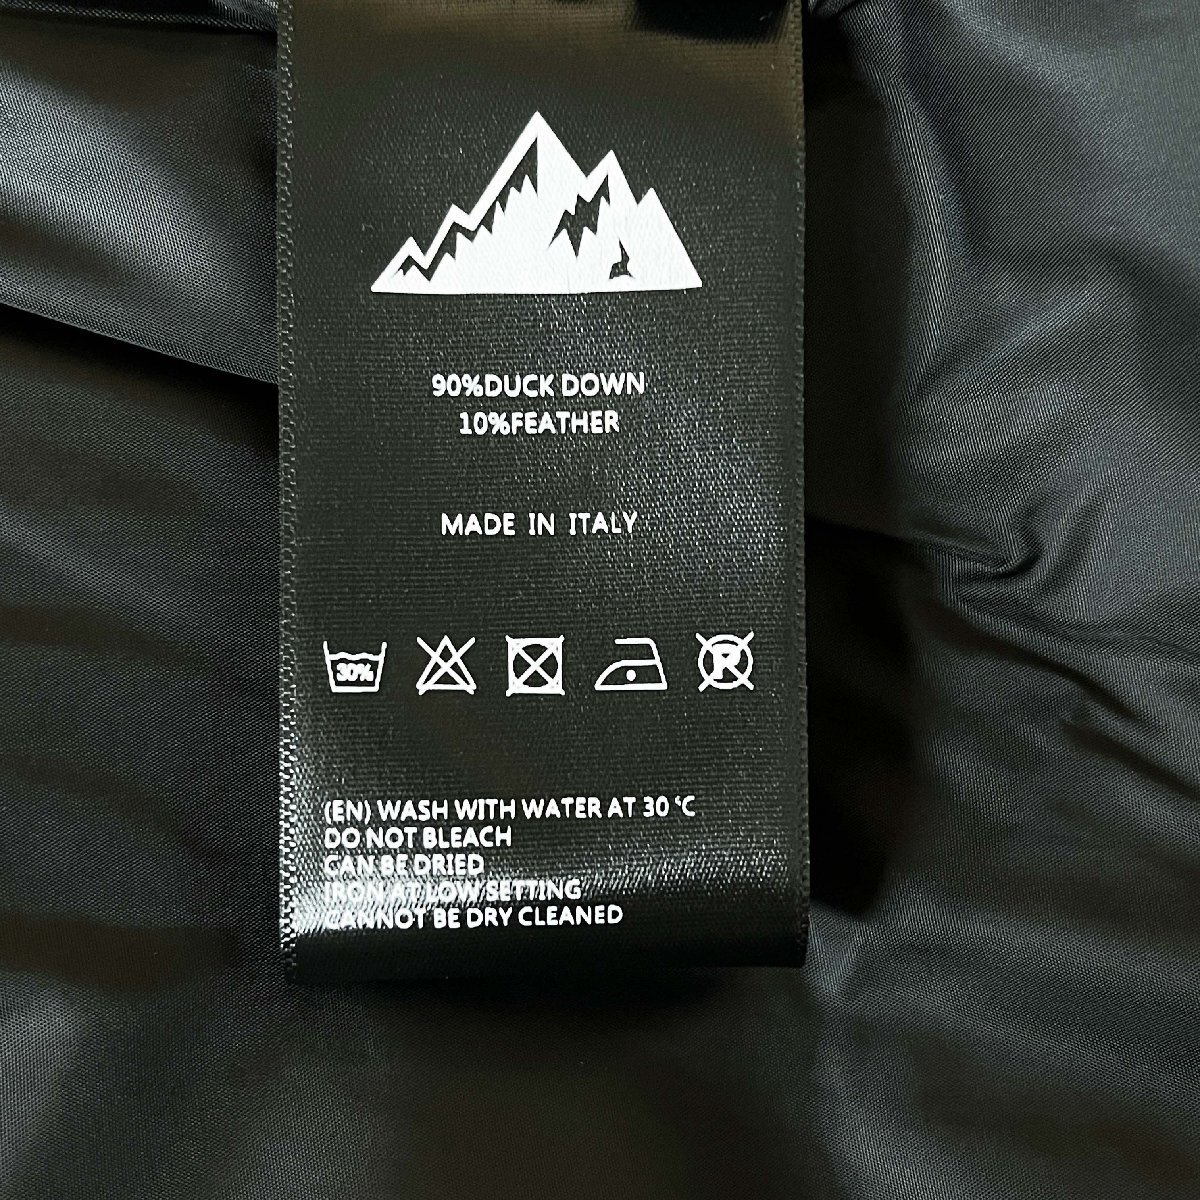 90%DUCK DOWN
10%FEATHER
MADE IN ITALY
30% R
(EN) WASH WITH WATER AT 30 °C
DO NOT BLEACH
CAN BE DRIED
IRON AT LOW SETTING
CANNOT BE DRY CLEANED